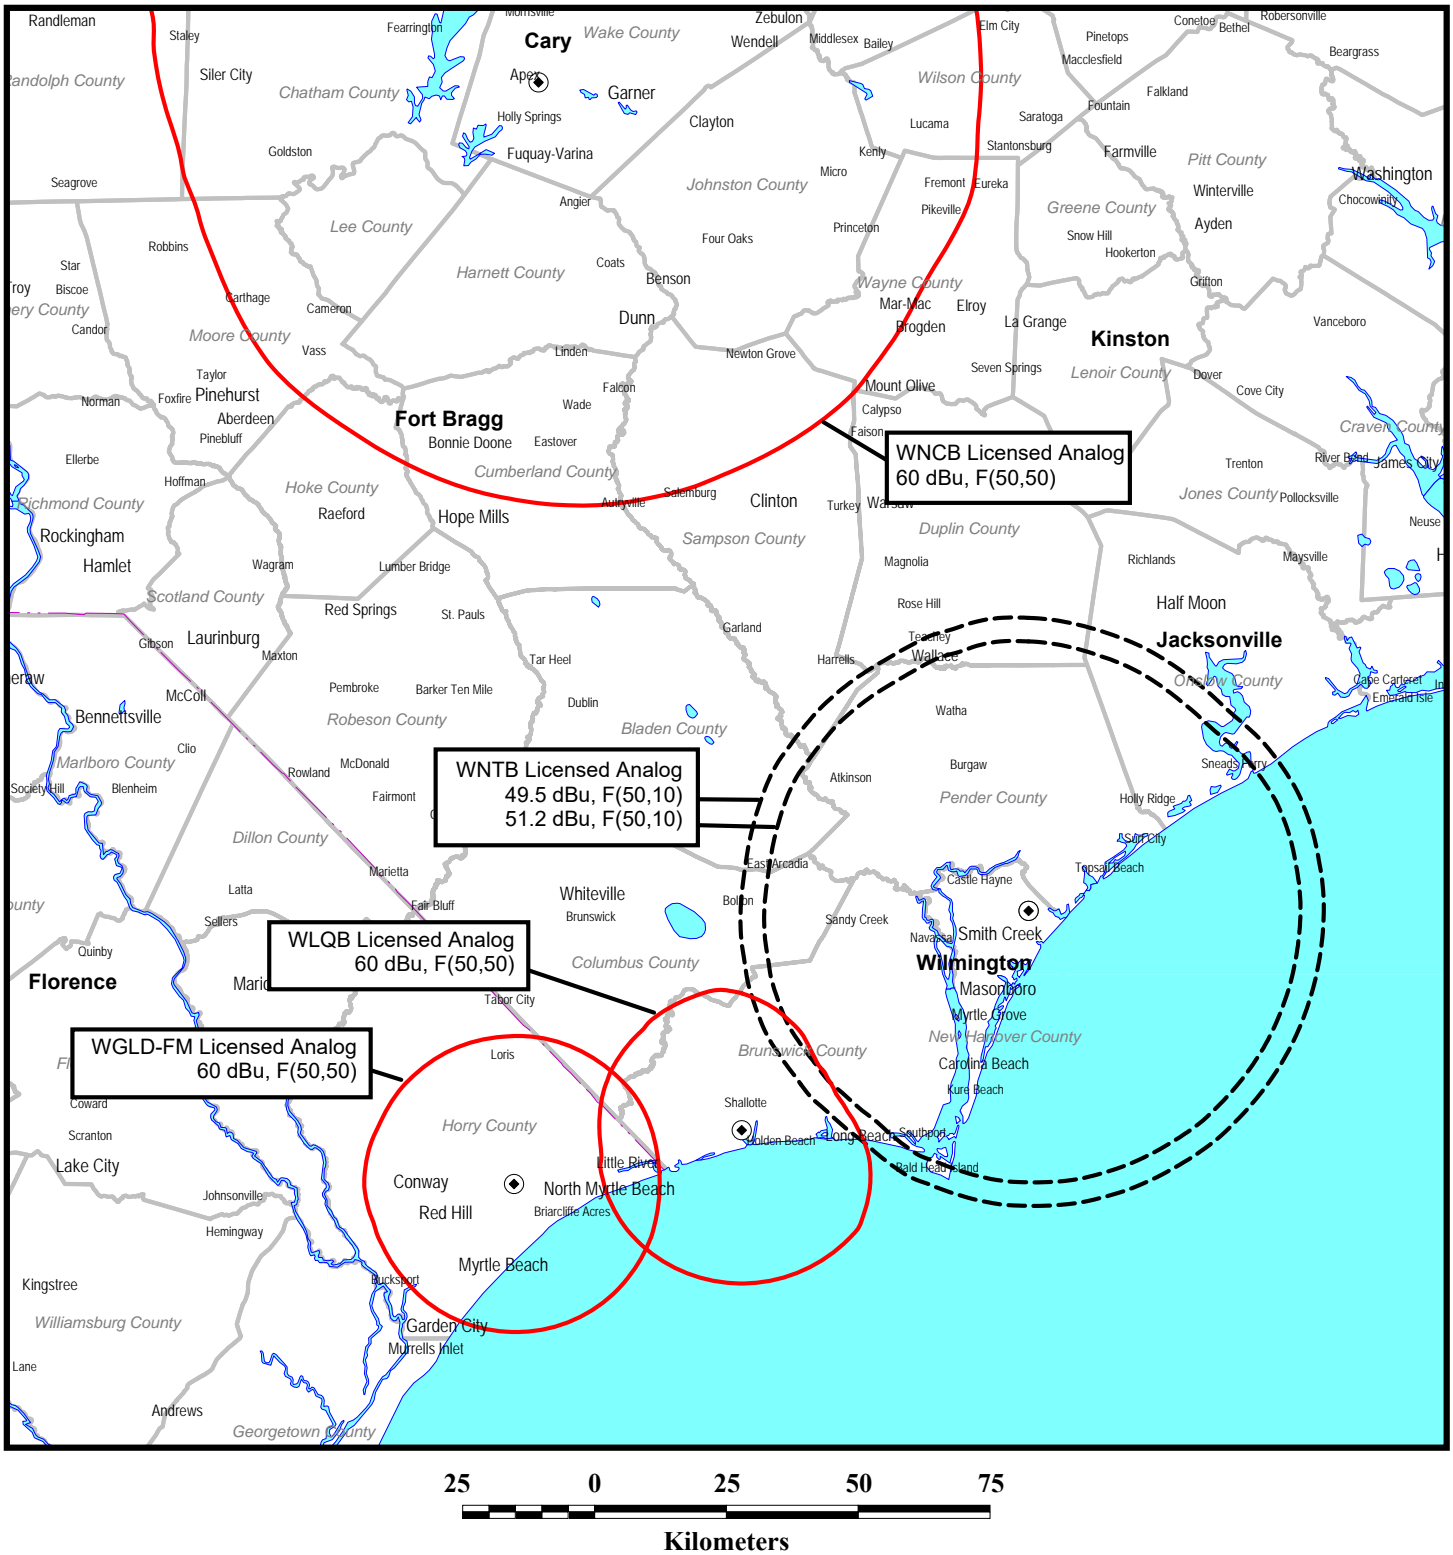 Randleman
Staley
Fearrington
Cary
Wake County
Zebulon
Wendell
Middlesex
Bailey
Elm City
Conetoe
Bethel
Robersonville
Pinetops
Macclesfield
Beargrass
Siler City
Chatham County
Apex
Garner
Wilson County
Falkland
Fountain
Holly Springs
Clayton
Lucama
Saratoga
Goldston
Fuquay-Varina
Kenly
Stantonsburg
Farmville
Pitt County
Seagrove
Johnston County
Micro
Fremont
Eureka
Washington
Winterville
Chocowinity
Angier
Pikeville
Greene County
Lee County
Princeton
Ayden
Robbins
Four Oaks
Snow Hill
Hookerton
Star
Harnett County
Coats
Benson
Wayne County
Grifton
Biscoe
Carthage
Cameron
Mar-Mac
Elroy
Candor
Moore County
Dunn
Brogden
La Grange
Kinston
Vanceboro
Vass
Linden
Newton Grove
Seven Springs
Lenoir County
Dover
Taylor
Falcon
Mount Olive
Cove City
Norman
Foxfire
Pinehurst
Wade
Calypso
Aberdeen
Fort Bragg
Faison
Craven County
Pinebluff
Bonnie Doone
Eastover
WNCB Licensed Analog
60 dBu, F(50,50)
Ellerbe
Cumberland County
Trenton
River Bend
James City
Hoffman
Hoke County
Salemburg
Clinton
Jones County
Pollocksville
Richmond County
Raeford
Autryville
Turkey
Warsaw
Hope Mills
Duplin County
Neuse
Rockingham
Sampson County
Hamlet
Wagram
Lumber Bridge
Magnolia
Richlands
Maysville
Scotland County
Red Springs
St. Pauls
Rose Hill
Half Moon
Laurinburg
Garland
Teachey
Jacksonville
Gibson
Maxton
Tar Heel
Harrells
Wallace
Onslow County
Cape Carteret
Emerald Isle
McColl
Pembroke
Barker Ten Mile
Dublin
Watha
Bennettsville
Robeson County
Bladen County
Clio
Marlboro County
McDonald
WNTB Licensed Analog
49.5 dBu, F(50,10)
51.2 dBu, F(50,10)
Burgaw
Sneads Ferry
Rowland
Atkinson
Society Hill
Blenheim
Fairmont
Pender County
Holly Ridge
Dillon County
Surf City
Marietta
East Arcadia
Topsail Beach
Latta
Whiteville
Castle Hayne
Fair Bluff
Bolton
Sellers
Brunswick
Sandy Creek
WLQB Licensed Analog
60 dBu, F(50,50)
Smith Creek
Navassa
Quinby
Columbus County
Wilmington
Florence
Masonboro
Tabor City
Myrtle Grove
WGLD-FM Licensed Analog
60 dBu, F(50,50)
New Hanover County
Loris
Brunswick County
Carolina Beach
Kure Beach
Coward
Shallotte
Scranton
Horry County
Holden Beach
Long Beach
Southport
Lake City
Little River
Bald Head Island
Conway
North Myrtle Beach
Johnsonville
Red Hill
Briarcliffe Acres
Hemingway
Myrtle Beach
Kingstree
Bucksport
Williamsburg County
Garden City
Murrells Inlet
Lane
Andrews
Georgetown County
25 0 25 50 75
Kilometers